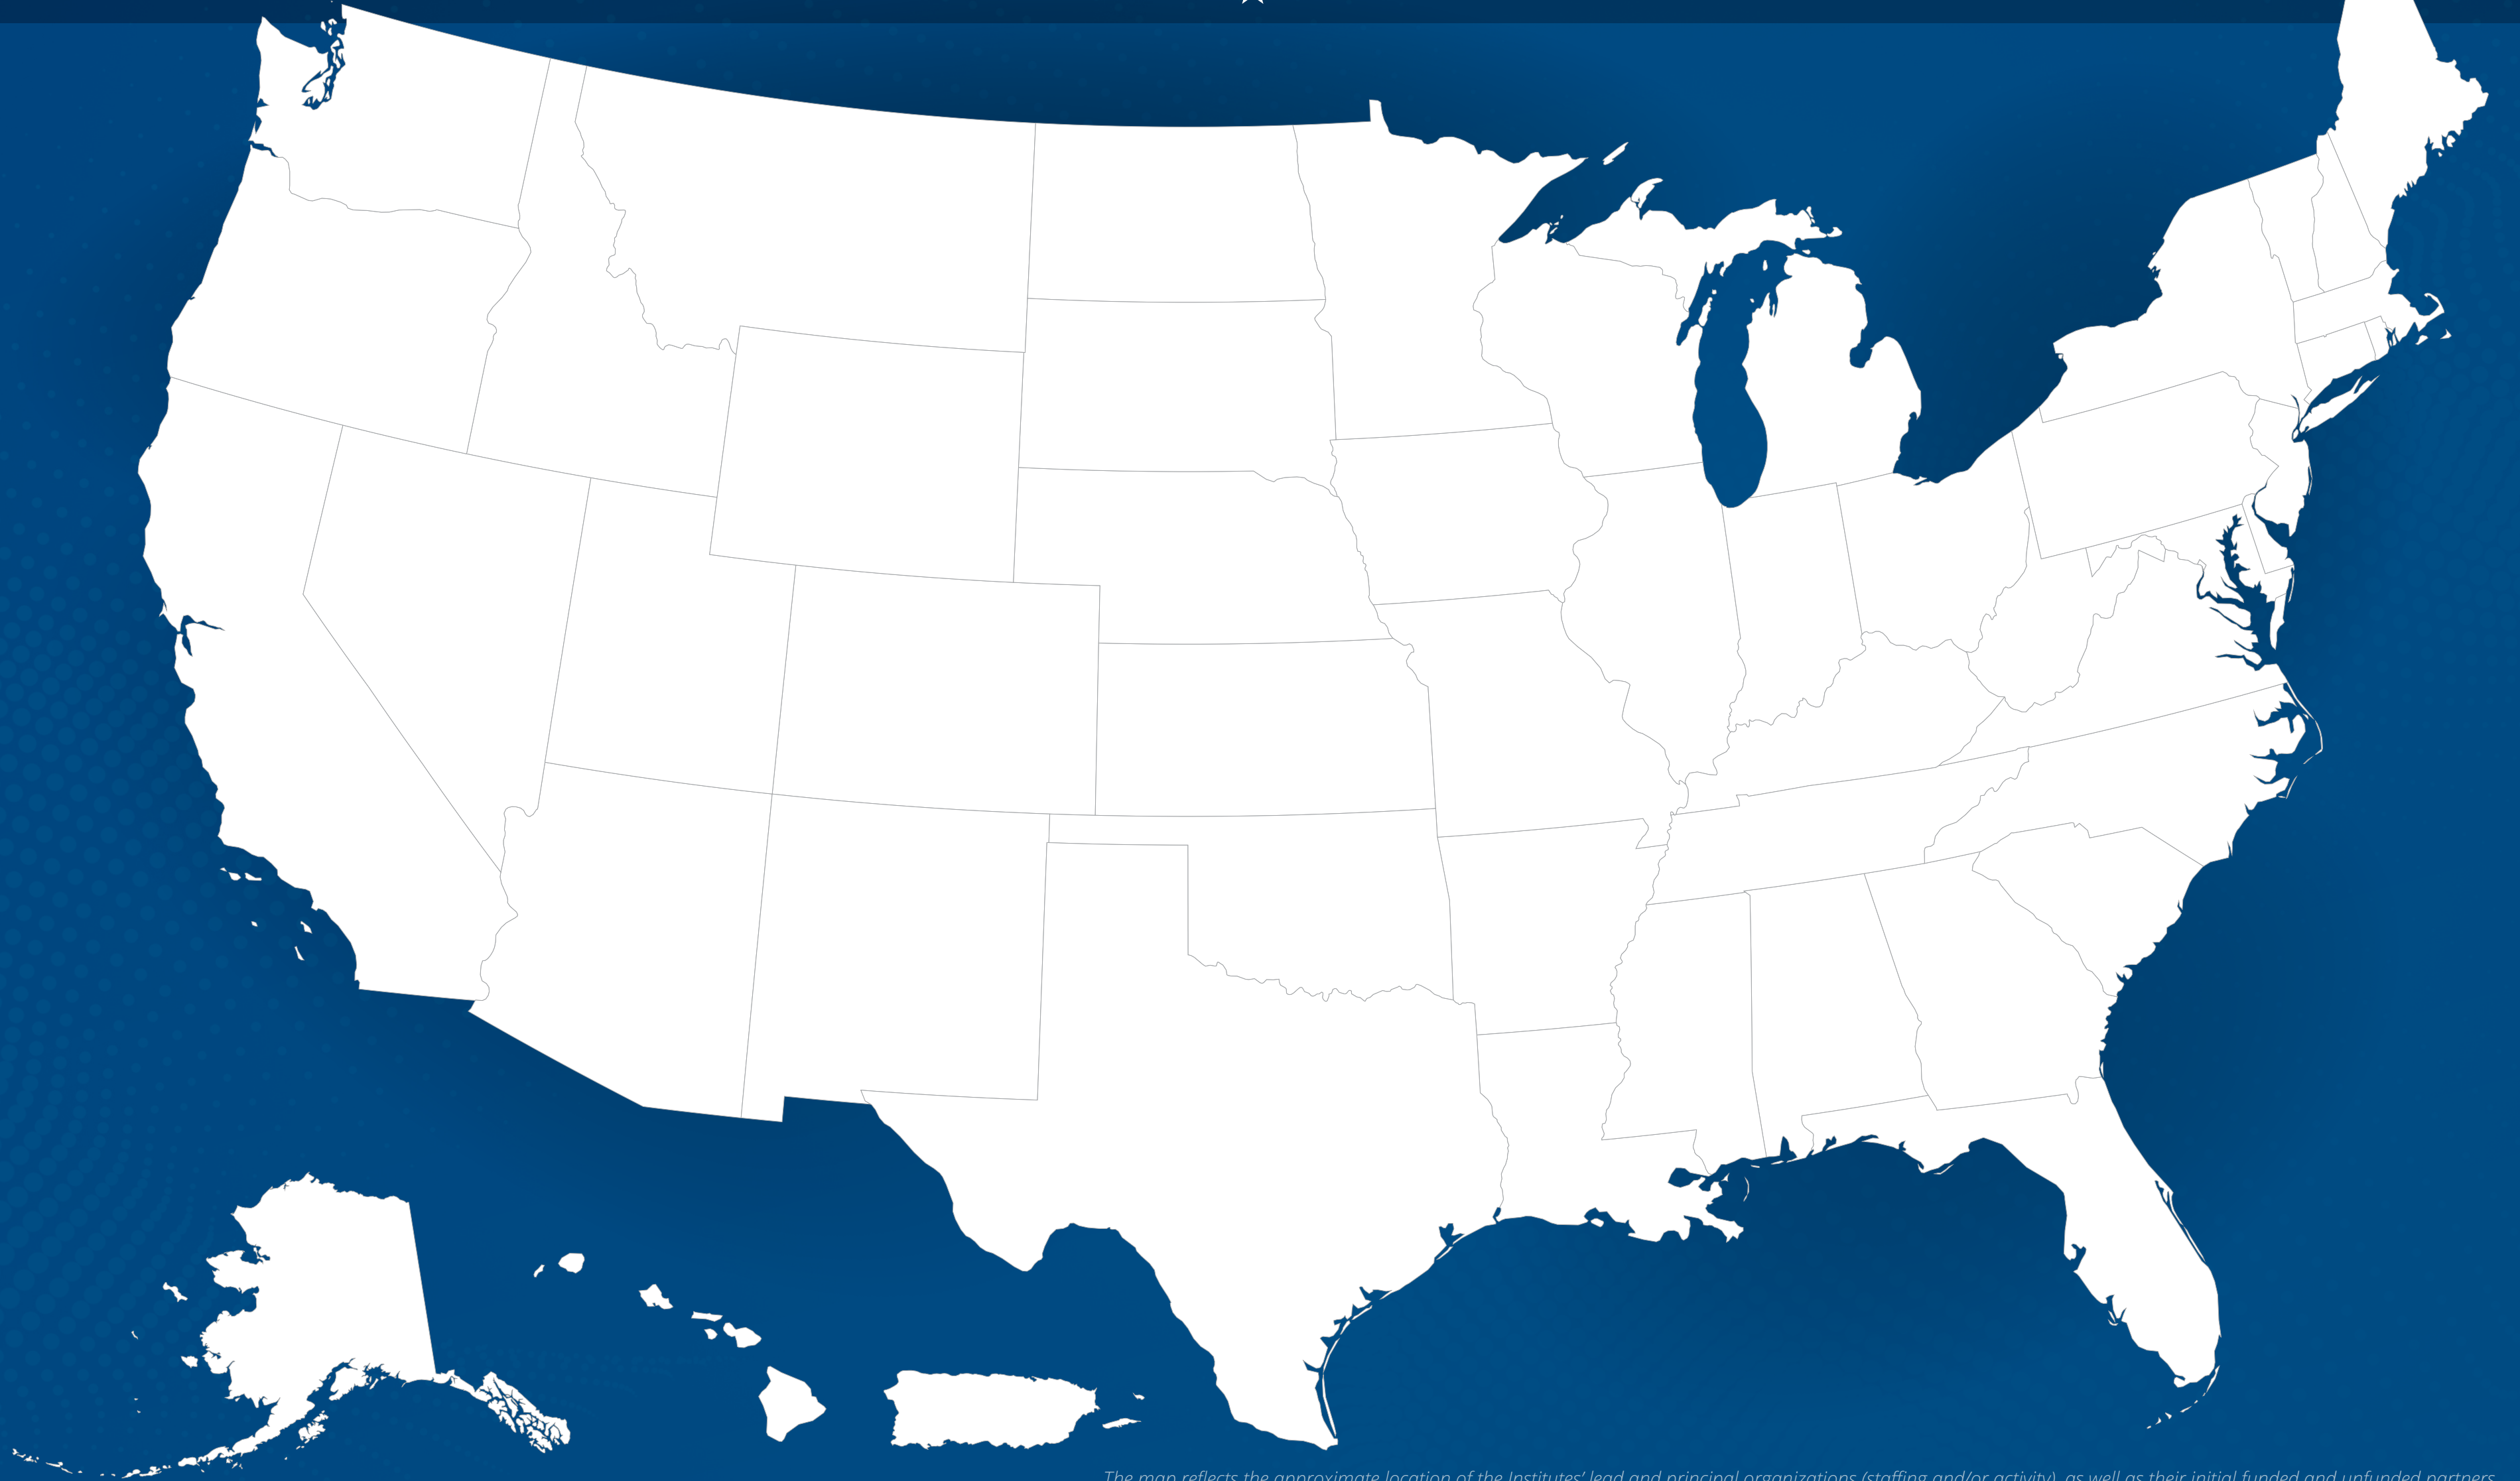 The map reflects the approximate location of the Institutes' lead and principal organizations (staffing and/or activity), as well as their initial funded and unfunded partners